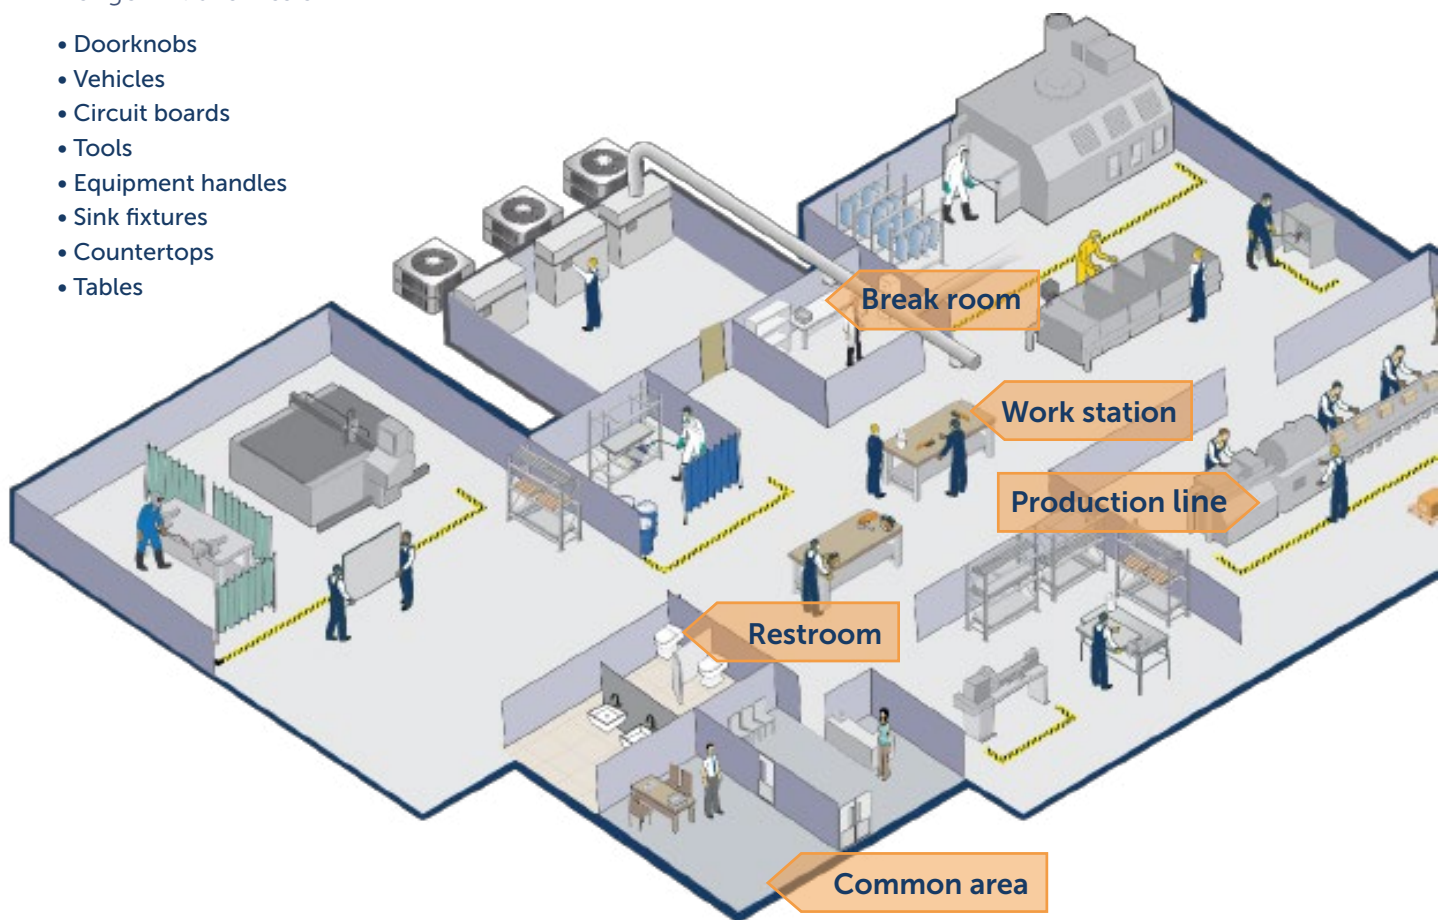 • Doorknobs
• Vehicles
• Circuit boards
• Tools
• Equipment handles
• Sink fixtures
• Countertops
• Tables
Break room
Work station
Production line
Restroom
Common area